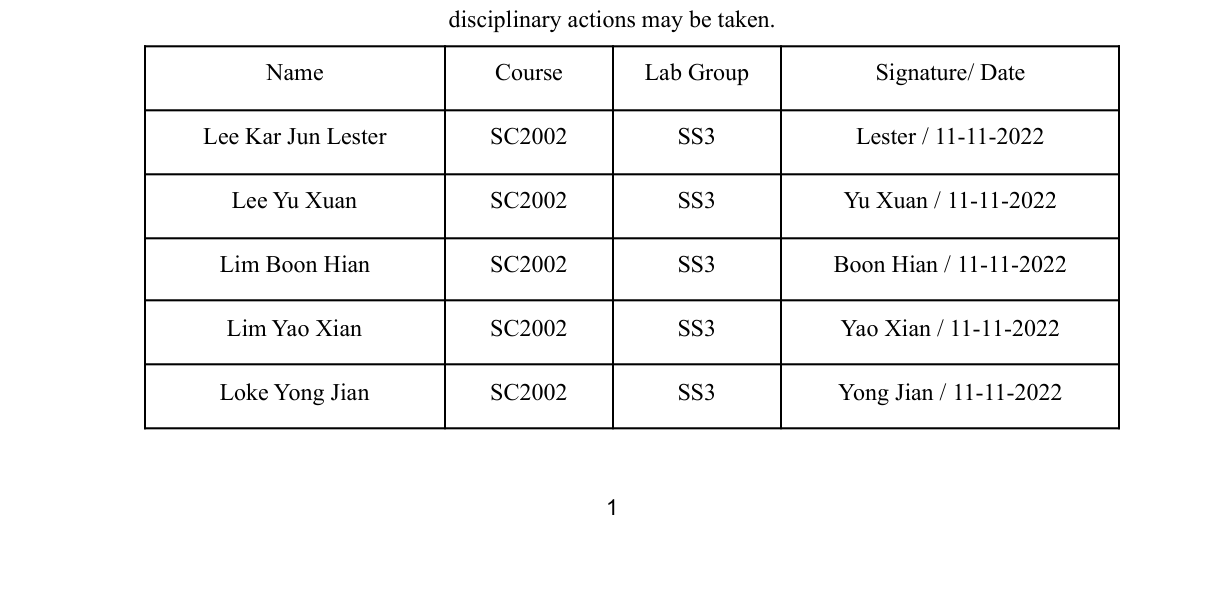 disciplinary actions may be taken.
Name Course Lab Group Signature/ Date
Lee Kar Jun Lester SC2002 SS3 Lester / 11-11-2022
Lee Yu Xuan SC2002 SS3 Yu Xuan / 11-11-2022
Lim Boon Hian SC2002 SS3 Boon Hian / 11-11-2022
Lim Yao Xian SC2002 SS3 Yao Xian / 11-11-2022
Loke Yong Jian SC2002 SS3 Yong Jian / 11-11-2022
1